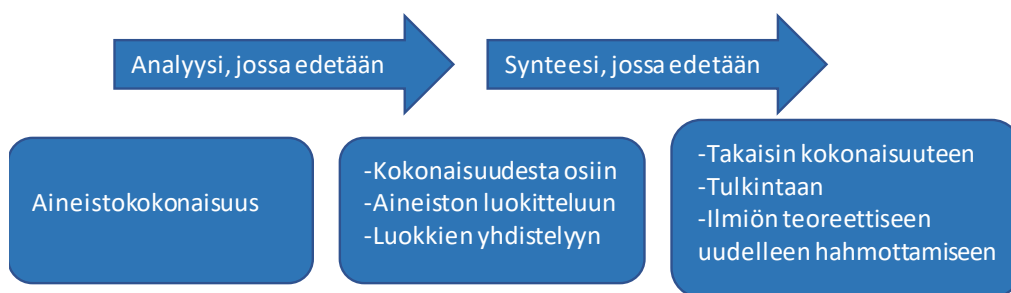 Analyysi, jossa edetään
Synteesi, jossa edetään
Aineistokokonaisuus
-Kokonaisuudesta osiin
-Aineiston luokitteluun
-Luokkien yhdistelyyn
-Takaisin kokonaisuuteen
-Tulkintaan
-Ilmiön teoreettiseen
uudelleen hahmottamiseen